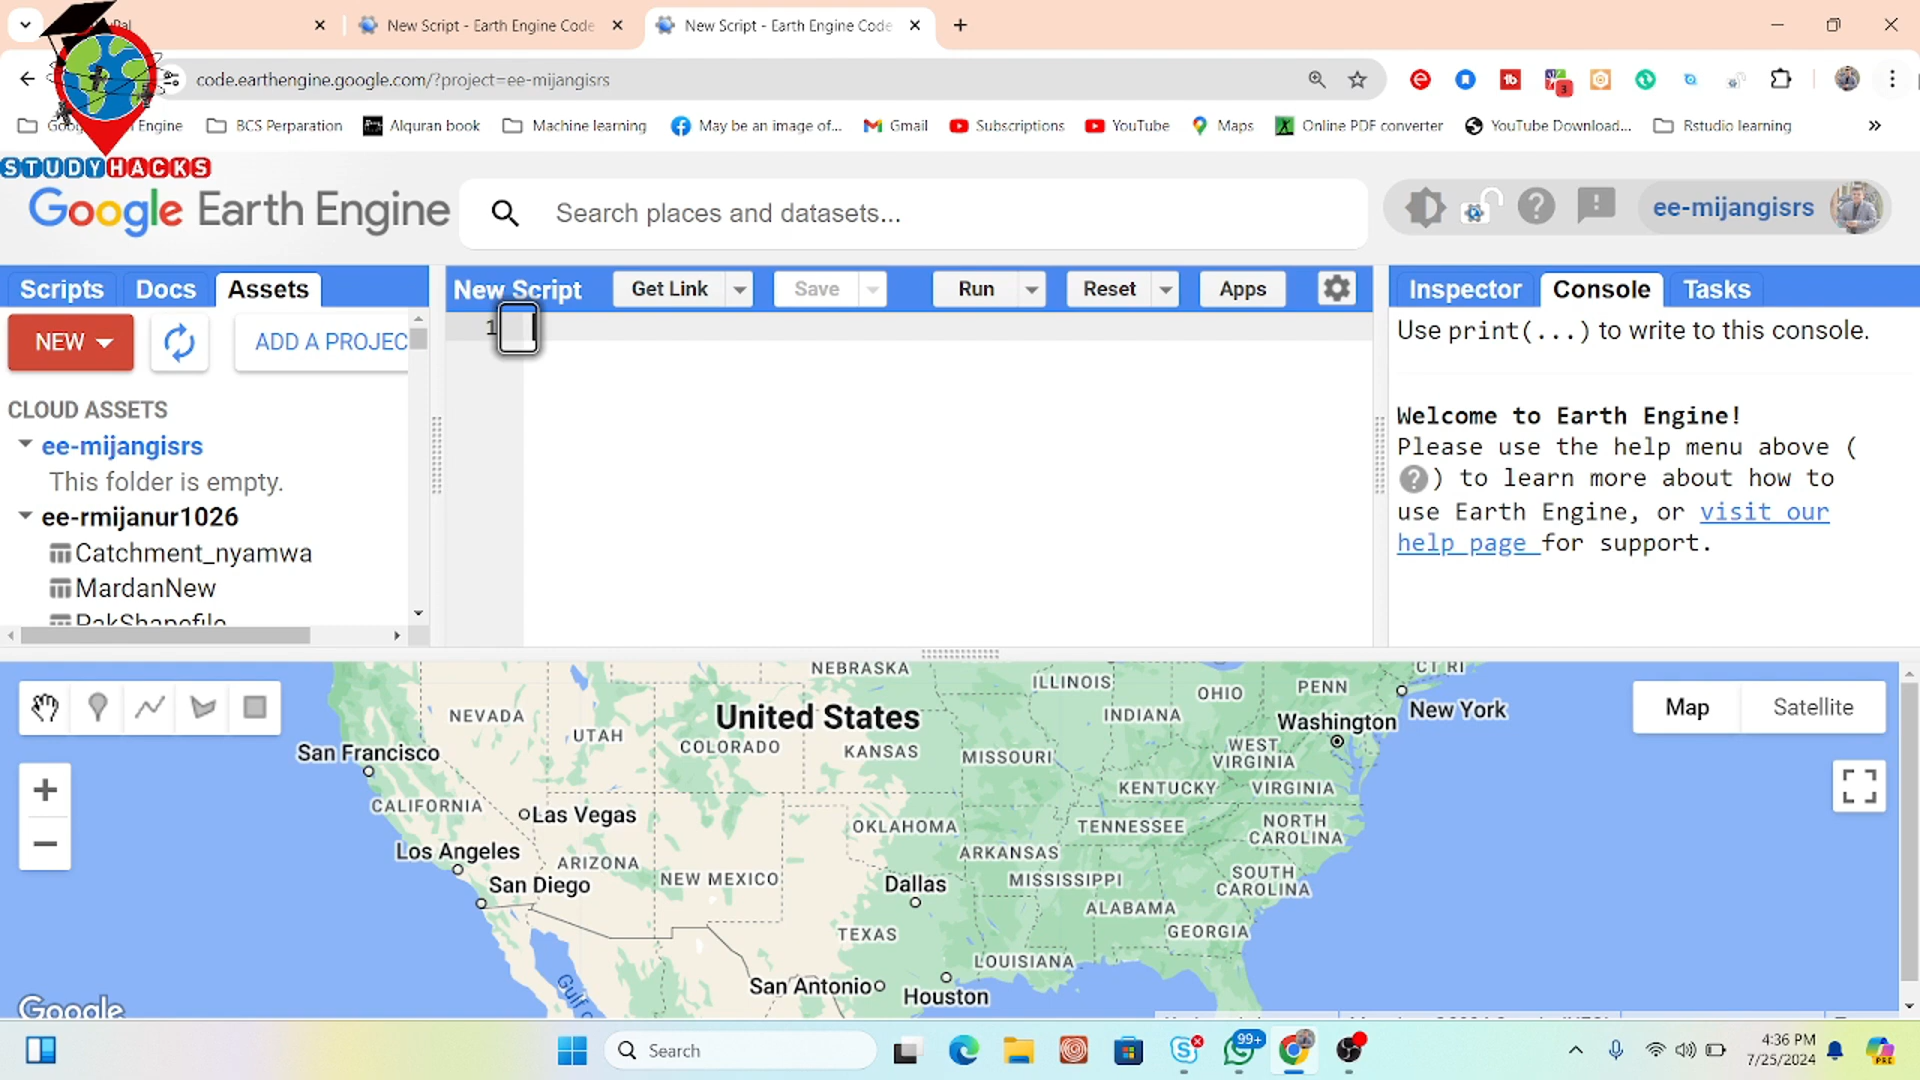 New Script - Earth Engine Code
New Script - Earth Engine Code
code.earthengine.google.com/?project=ee-mijangisrs
3
Engine
BCS Perparation
Alquran book
Machine learning
May be an image of...
Gmail
Subscriptions
YouTube
Maps
Online PDF converter
YouTube Download...
Rstudio learning
STUDYHACKS
Google Earth Engine
Search places and datasets...
ee-mijangisrs
Scripts
Docs
Assets
New Script
Get Link
Save
Run
Reset
Apps
Inspector
Console
Tasks
NEW
ADD A PROJEC
1
Use print(...) to write to this console.
CLOUD ASSETS
ee-mijangisrs
This folder is empty.
ee-rmijanur1026
Catchment_nyamwa
MardanNew
PakShapefile
Welcome to Earth Engine!
Please use the help menu above (
?) to learn more about how to
use Earth Engine, or visit our
help page for support.
NEBRASKA
ILLINOIS
OHIO
PENN
CT RI
New York
Map
Satellite
NEVADA
United States
INDIANA
Washington
UTAH
COLORADO
KANSAS
MISSOURI
WEST
VIRGINIA
San Francisco
KENTUCKY
VIRGINIA
CALIFORNIA
Las Vegas
OKLAHOMA
TENNESSEE
NORTH
CAROLINA
Los Angeles
ARIZONA
NEW MEXICO
ARKANSAS
MISSISSIPPI
SOUTH
CAROLINA
San Diego
Dallas
ALABAMA
TEXAS
GEORGIA
LOUISIANA
San Antonio
Houston
Gulf
Google
Search
99+
4:36 PM
7/25/2024
PRE